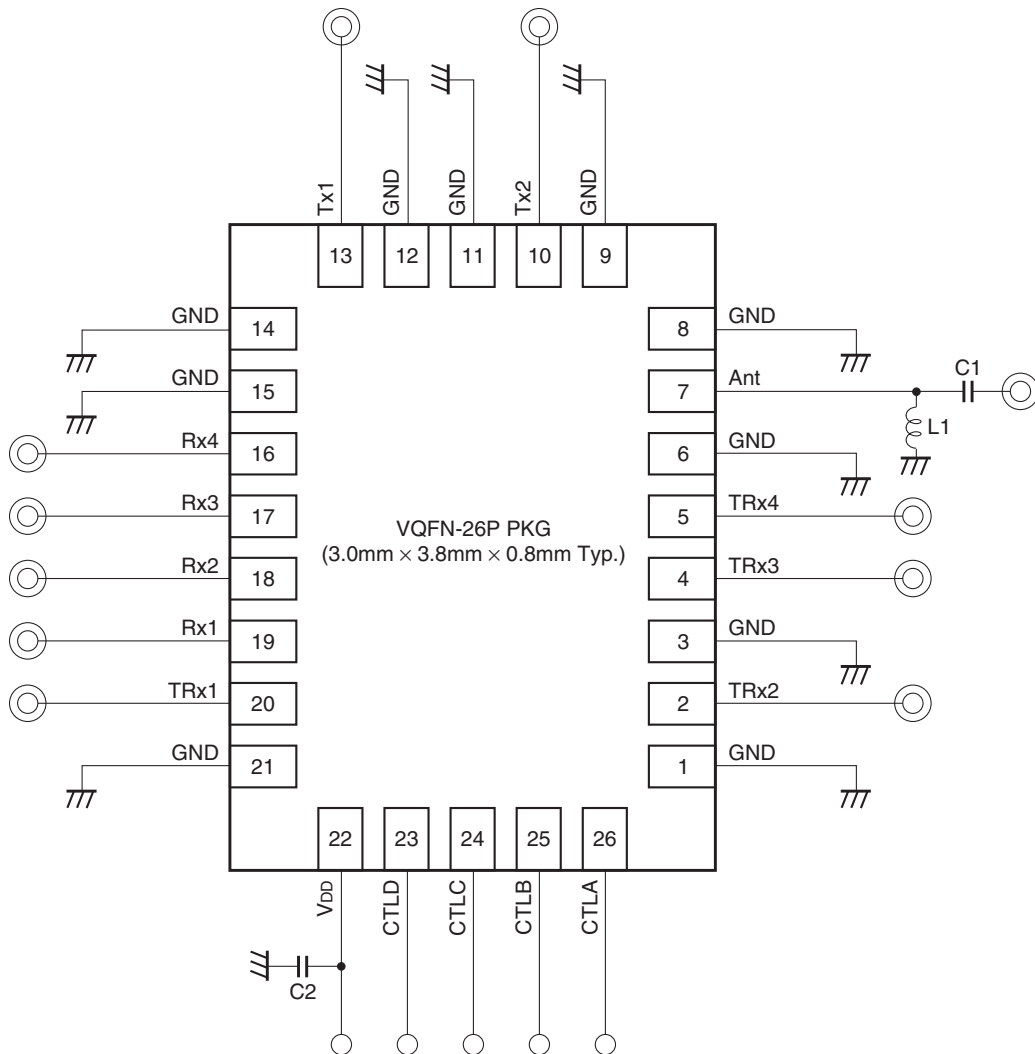 Tx1
GND
GND
Tx2
GND
13
12
11
10
9
GND
14
8
GND
GND
15
7
Ant
C1
L1
Rx4
16
6
GND
Rx3
17
5
TRx4
VQFN-26P PKG
(3.0mm × 3.8mm × 0.8mm Typ.)
Rx2
18
4
TRx3
Rx1
19
3
GND
TRx1
20
2
TRx2
GND
21
1
GND
22
23
24
25
26
VDD
CTLD
CTLC
CTLB
CTLA
C2